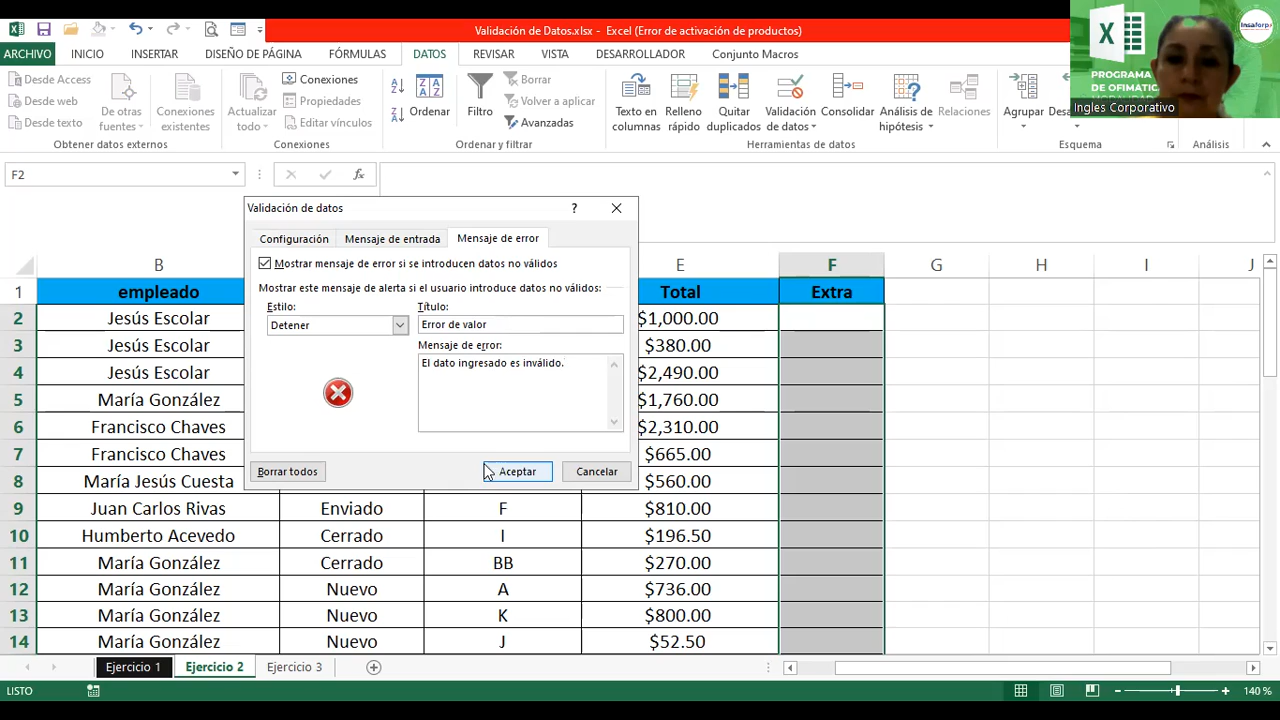 Validación de Datos.xlsx - Excel (Error de activación de productos)
ARCHIVO INICIO INSERTAR DISEÑO DE PÁGINA FÓRMULAS DATOS REVISAR VISTA DESARROLLADOR Conjunto Macros
Desde Access
Desde web
Desde texto
De otras fuentes
Conexiones existentes
Obtener datos externos
Actualizar todo
Conexiones
Propiedades
Editar vínculos
Conexiones
Ordenar
Filtro
Borrar
Volver a aplicar
Avanzadas
Ordenar y filtrar
Texto en columnas
Relleno rápido
Quitar duplicados
Validación de datos
Consolidar
Análisis de hipótesis
Relaciones
Herramientas de datos
Agrupar
Esquema
Análisis
Insaforp
PROGRAMA
DE OFIMÁTICA
Ingles Corporativo
F2
fx
Validación de datos
?
Configuración Mensaje de entrada Mensaje de error
Mostrar mensaje de error si se introducen datos no válidos
Mostrar este mensaje de alerta si el usuario introduce datos no válidos:
Estilo: Título:
Detener Error de valor
Mensaje de error:
El dato ingresado es inválido.
Borrar todos Aceptar Cancelar
B E F G H I J
1 empleado Total Extra
2 Jesús Escolar $1,000.00
3 Jesús Escolar $380.00
4 Jesús Escolar $2,490.00
5 María González $1,760.00
6 Francisco Chaves $2,310.00
7 Francisco Chaves $665.00
8 María Jesús Cuesta $560.00
9 Juan Carlos Rivas Enviado F $810.00
10 Humberto Acevedo Cerrado I $196.50
11 María González Cerrado BB $270.00
12 María González Nuevo A $736.00
13 María González Nuevo K $800.00
14 María González Nuevo J $52.50
Ejercicio 1 Ejercicio 2 Ejercicio 3
LISTO 140 %